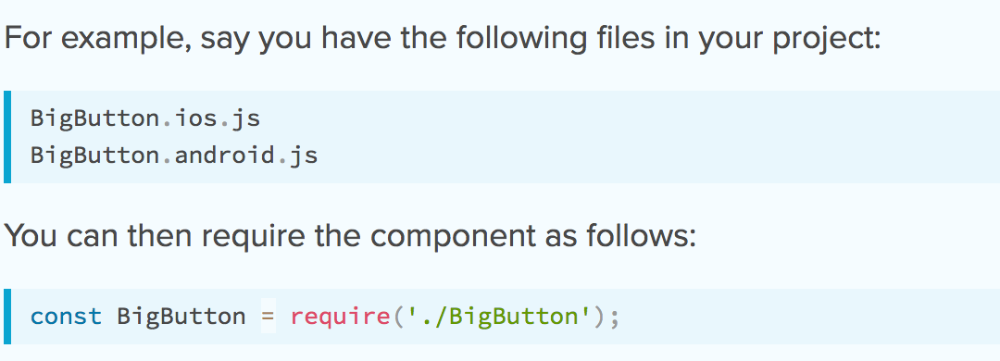 For example, say you have the following files in your project:
BigButton.ios.js
BigButton.android.js
You can then require the component as follows:
const BigButton = require('./BigButton');